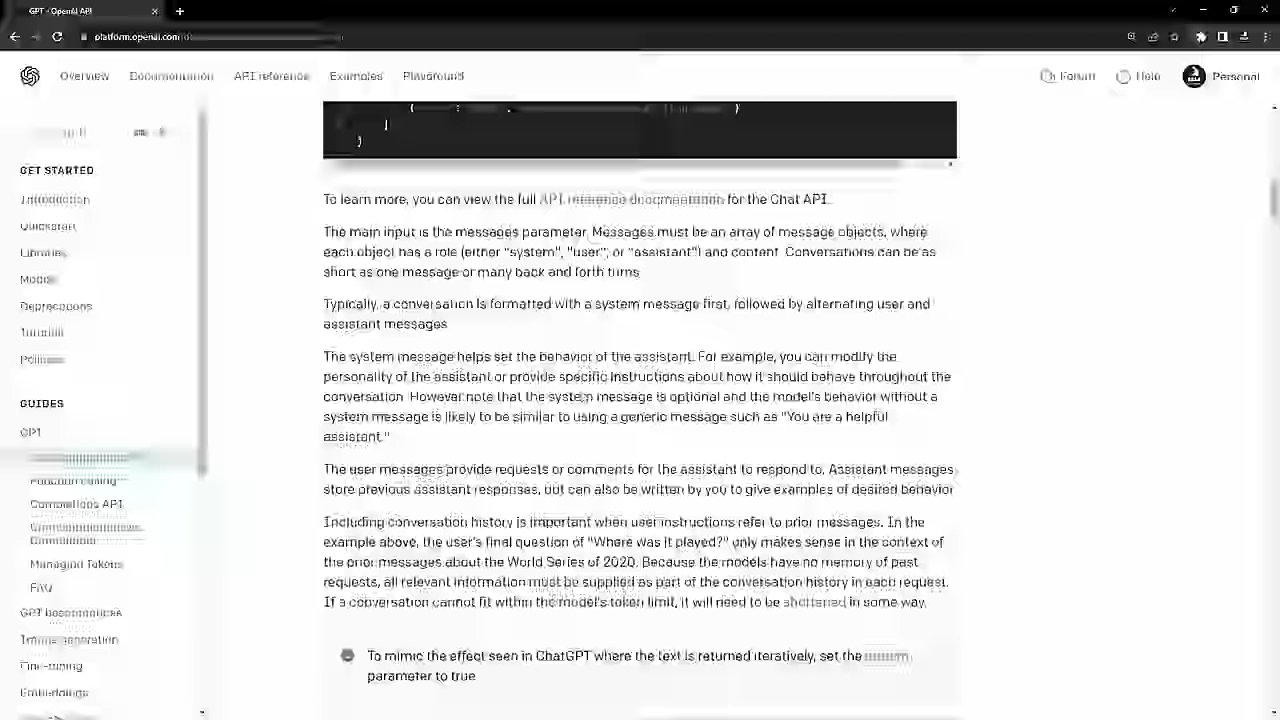 GPT - OpenAI API
platform.openai.com
Overview
Documentation
API reference
Examples
Playground
Forum
Help
Personal
GET STARTED
Introduction
Quickstart
Libraries
Models
Deprecations
Tutorials
Policies
GUIDES
GPT
Function calling
Completions API
Managing Tokens
FAQ
GPT best practices
Image generation
Fine-tuning
Embeddings
To learn more, you can view the full API reference documentation for the Chat API.
The main input is the messages parameter. Messages must be an array of message objects, where
each object has a role (either "system", "user", or "assistant") and content. Conversations can be as
short as one message or many back and forth turns.
Typically, a conversation is formatted with a system message first, followed by alternating user and
assistant messages.
The system message helps set the behavior of the assistant. For example, you can modify the
personality of the assistant or provide specific instructions about how it should behave throughout the
conversation. However note that the system message is optional and the model's behavior without a
system message is likely to be similar to using a generic message such as "You are a helpful
assistant."
The user messages provide requests or comments for the assistant to respond to. Assistant messages
store previous assistant responses, but can also be written by you to give examples of desired behavior.
Including conversation history is important when user instructions refer to prior messages. In the
example above, the user's final question of "Where was it played?" only makes sense in the context of
the prior messages about the World Series of 2020. Because the models have no memory of past
requests, all relevant information must be supplied as part of the conversation history in each request.
If a conversation cannot fit within the model's token limit, it will need to be shortened in some way.
To mimic the effect seen in ChatGPT where the text is returned iteratively, set the
parameter to true.